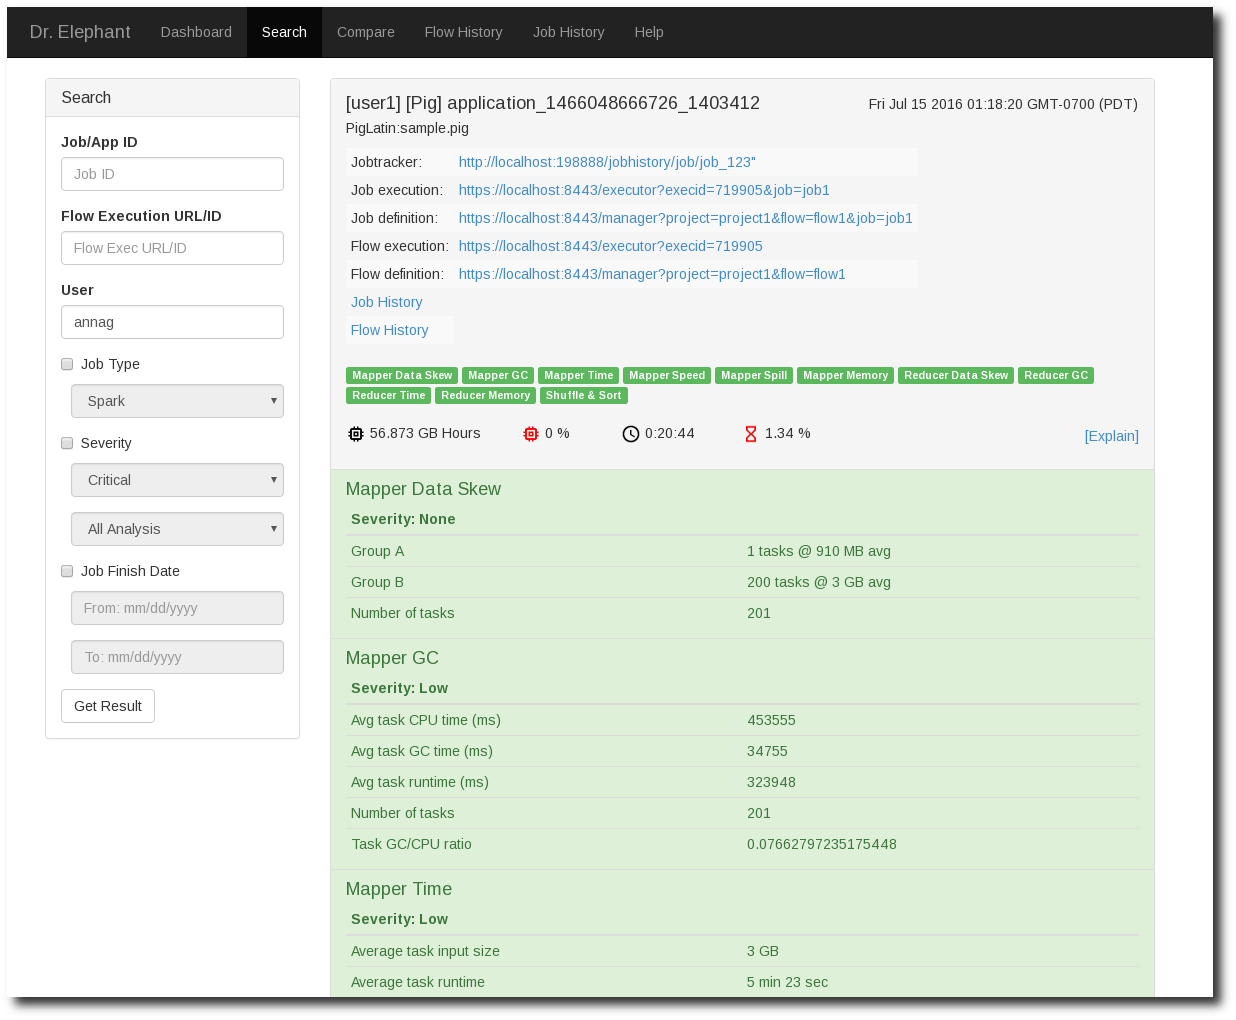 Dr. Elephant Dashboard Search Compare Flow History Job History Help
Search
Job/App ID
Job ID
Flow Execution URL/ID
Flow Exec URL/ID
User
annag
Job Type
Spark
Severity
Critical
All Analysis
Job Finish Date
From: mm/dd/yyyy
To: mm/dd/yyyy
Get Result
[user1] [Pig] application_1466048666726_1403412 Fri Jul 15 2016 01:18:20 GMT-0700 (PDT)
PigLatin:sample.pig
Jobtracker: http://localhost:198888/jobhistory/job/job_123"
Job execution: https://localhost:8443/executor?execid=719905&job=job1
Job definition: https://localhost:8443/manager?project=project1&flow=flow1&job=job1
Flow execution: https://localhost:8443/executor?execid=719905
Flow definition: https://localhost:8443/manager?project=project1&flow=flow1
Job History
Flow History
Mapper Data Skew Mapper GC Mapper Time Mapper Speed Mapper Spill Mapper Memory Reducer Data Skew Reducer GC
Reducer Time Reducer Memory Shuffle & Sort
56.873 GB Hours 0 % 0:20:44 1.34 % [Explain]
Mapper Data Skew
Severity: None
Group A 1 tasks @ 910 MB avg
Group B 200 tasks @ 3 GB avg
Number of tasks 201
Mapper GC
Severity: Low
Avg task CPU time (ms) 453555
Avg task GC time (ms) 34755
Avg task runtime (ms) 323948
Number of tasks 201
Task GC/CPU ratio 0.07662797235175448
Mapper Time
Severity: Low
Average task input size 3 GB
Average task runtime 5 min 23 sec